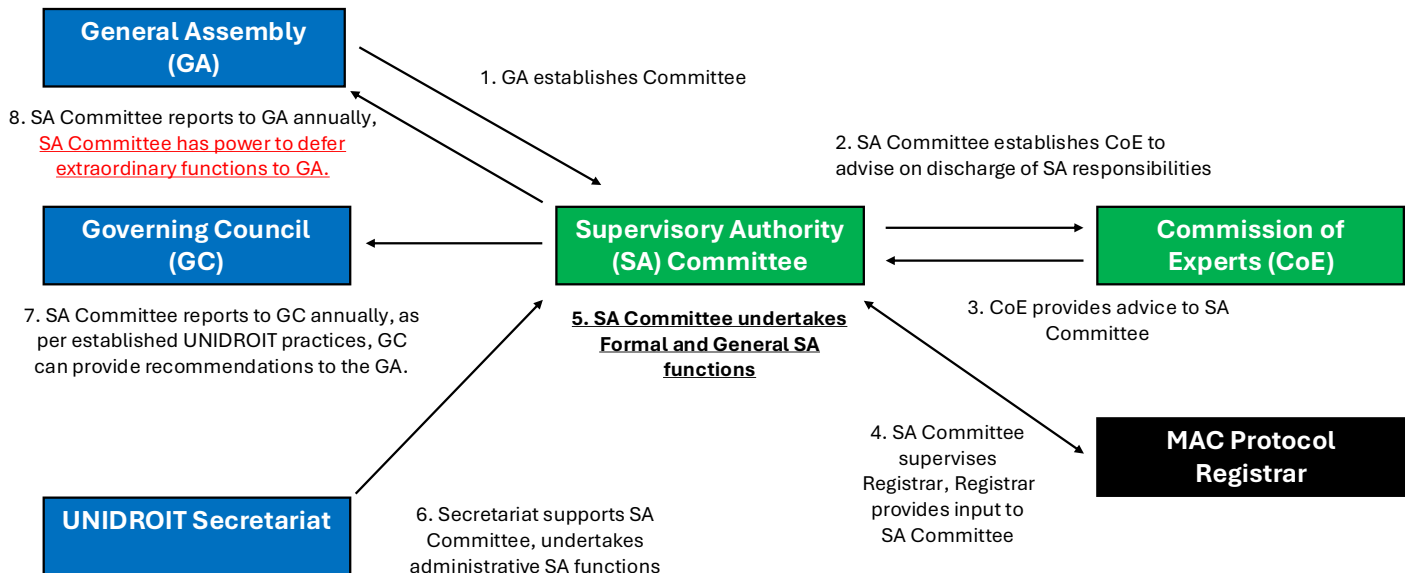 General Assembly
(GA)
1. GA establishes Committee
8. SA Committee reports to GA annually,
SA Committee has power to defer
extraordinary functions to GA.
2. SA Committee establishes CoE to
advise on discharge of SA responsibilities
Governing Council
(GC)
Supervisory Authority
(SA) Committee
Commission of
Experts (CoE)
7. SA Committee reports to GC annually, as
per established UNIDROIT practices, GC
can provide recommendations to the GA.
5. SA Committee undertakes
Formal and General SA
functions
3. CoE provides advice to SA
Committee
4. SA Committee
supervises
Registrar, Registrar
provides input to
SA Committee
MAC Protocol
Registrar
UNIDROIT Secretariat
6. Secretariat supports SA
Committee, undertakes
administrative SA functions